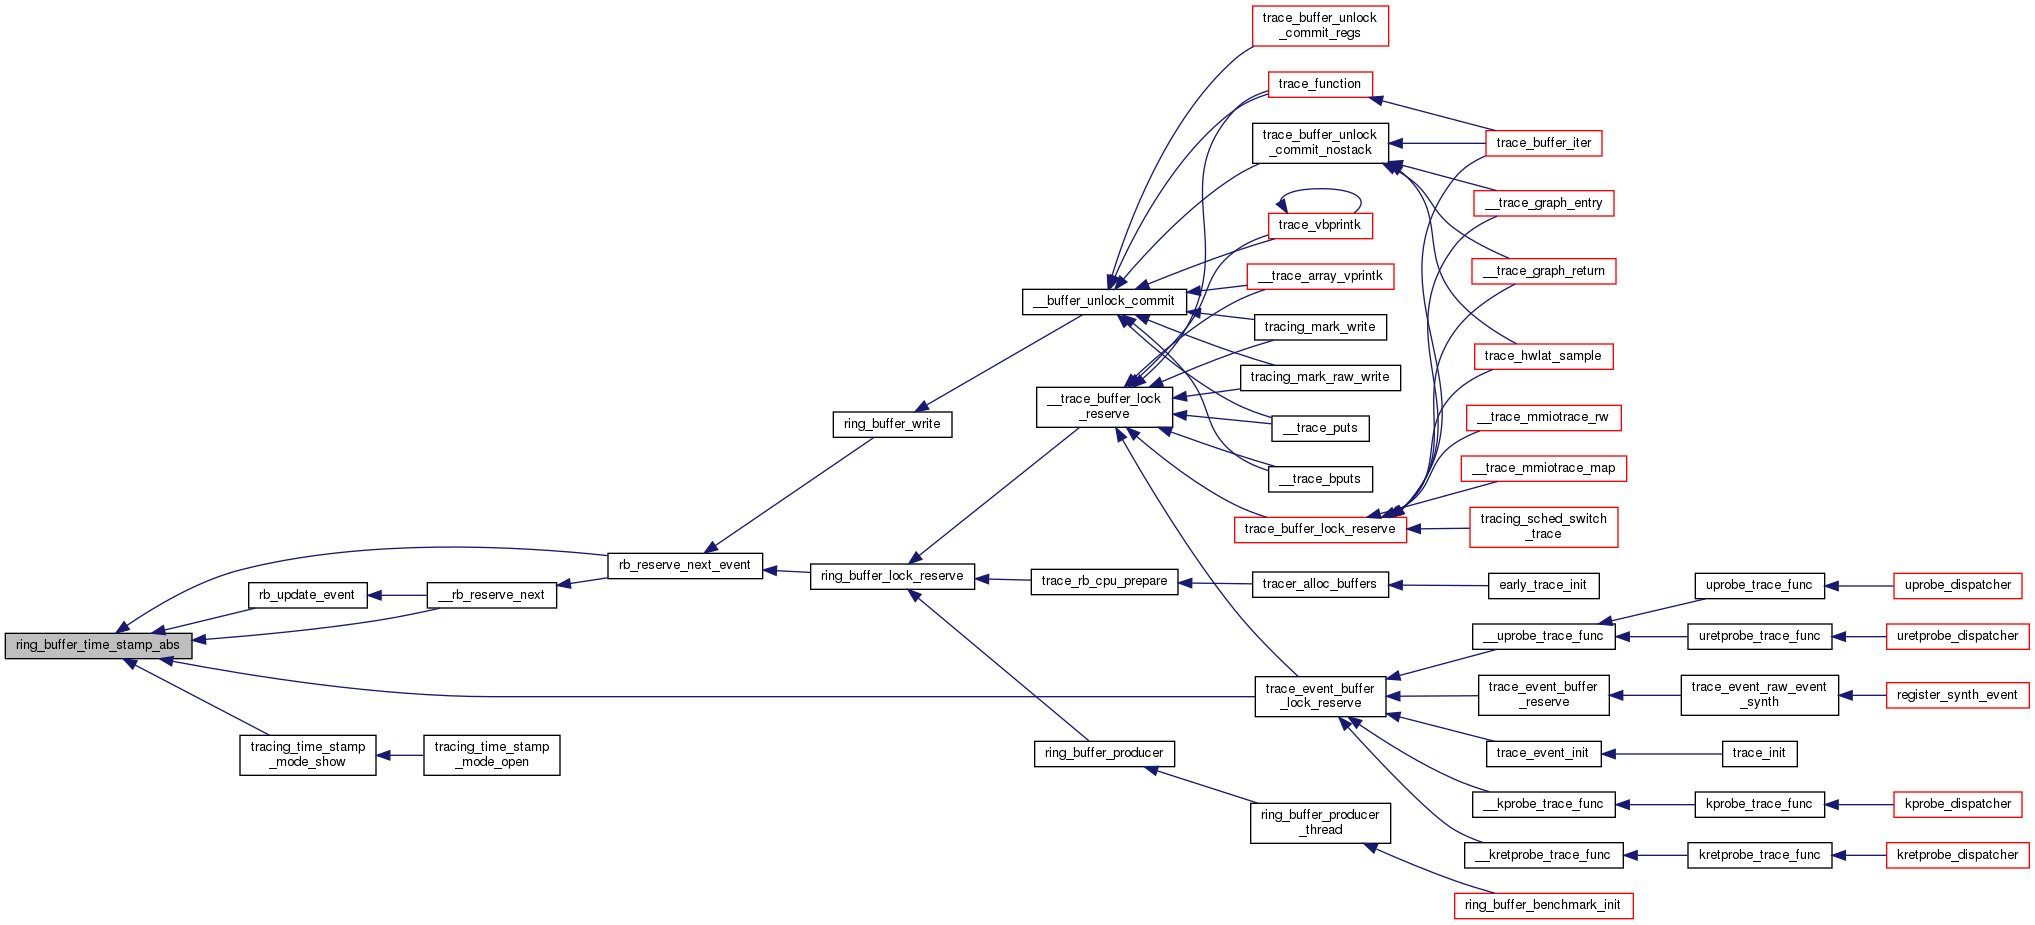 trace_buffer_unlock
_commit_regs
trace_function
trace_buffer_unlock
_commit_nostack
trace_buffer_iter
__trace_graph_entry
trace_vbprintk
__trace_array_vprintk
__trace_graph_return
__buffer_unlock_commit
tracing_mark_write
trace_hwlat_sample
tracing_mark_raw_write
__trace_buffer_lock
_reserve
ring_buffer_write
__trace_puts
__trace_mmiotrace_rw
__trace_bputs
__trace_mmiotrace_map
trace_buffer_lock_reserve
tracing_sched_switch
_trace
rb_reserve_next_event
ring_buffer_lock_reserve
trace_rb_cpu_prepare
tracer_alloc_buffers
early_trace_init
uprobe_trace_func
uprobe_dispatcher
rb_update_event
__rb_reserve_next
ring_buffer_time_stamp_abs
__uprobe_trace_func
uretprobe_trace_func
uretprobe_dispatcher
trace_event_buffer
_lock_reserve
trace_event_buffer
_reserve
trace_event_raw_event
_synth
register_synth_event
tracing_time_stamp
_mode_show
tracing_time_stamp
_mode_open
ring_buffer_producer
trace_event_init
trace_init
__kprobe_trace_func
kprobe_trace_func
kprobe_dispatcher
ring_buffer_producer
_thread
__kretprobe_trace_func
kretprobe_trace_func
kretprobe_dispatcher
ring_buffer_benchmark_init